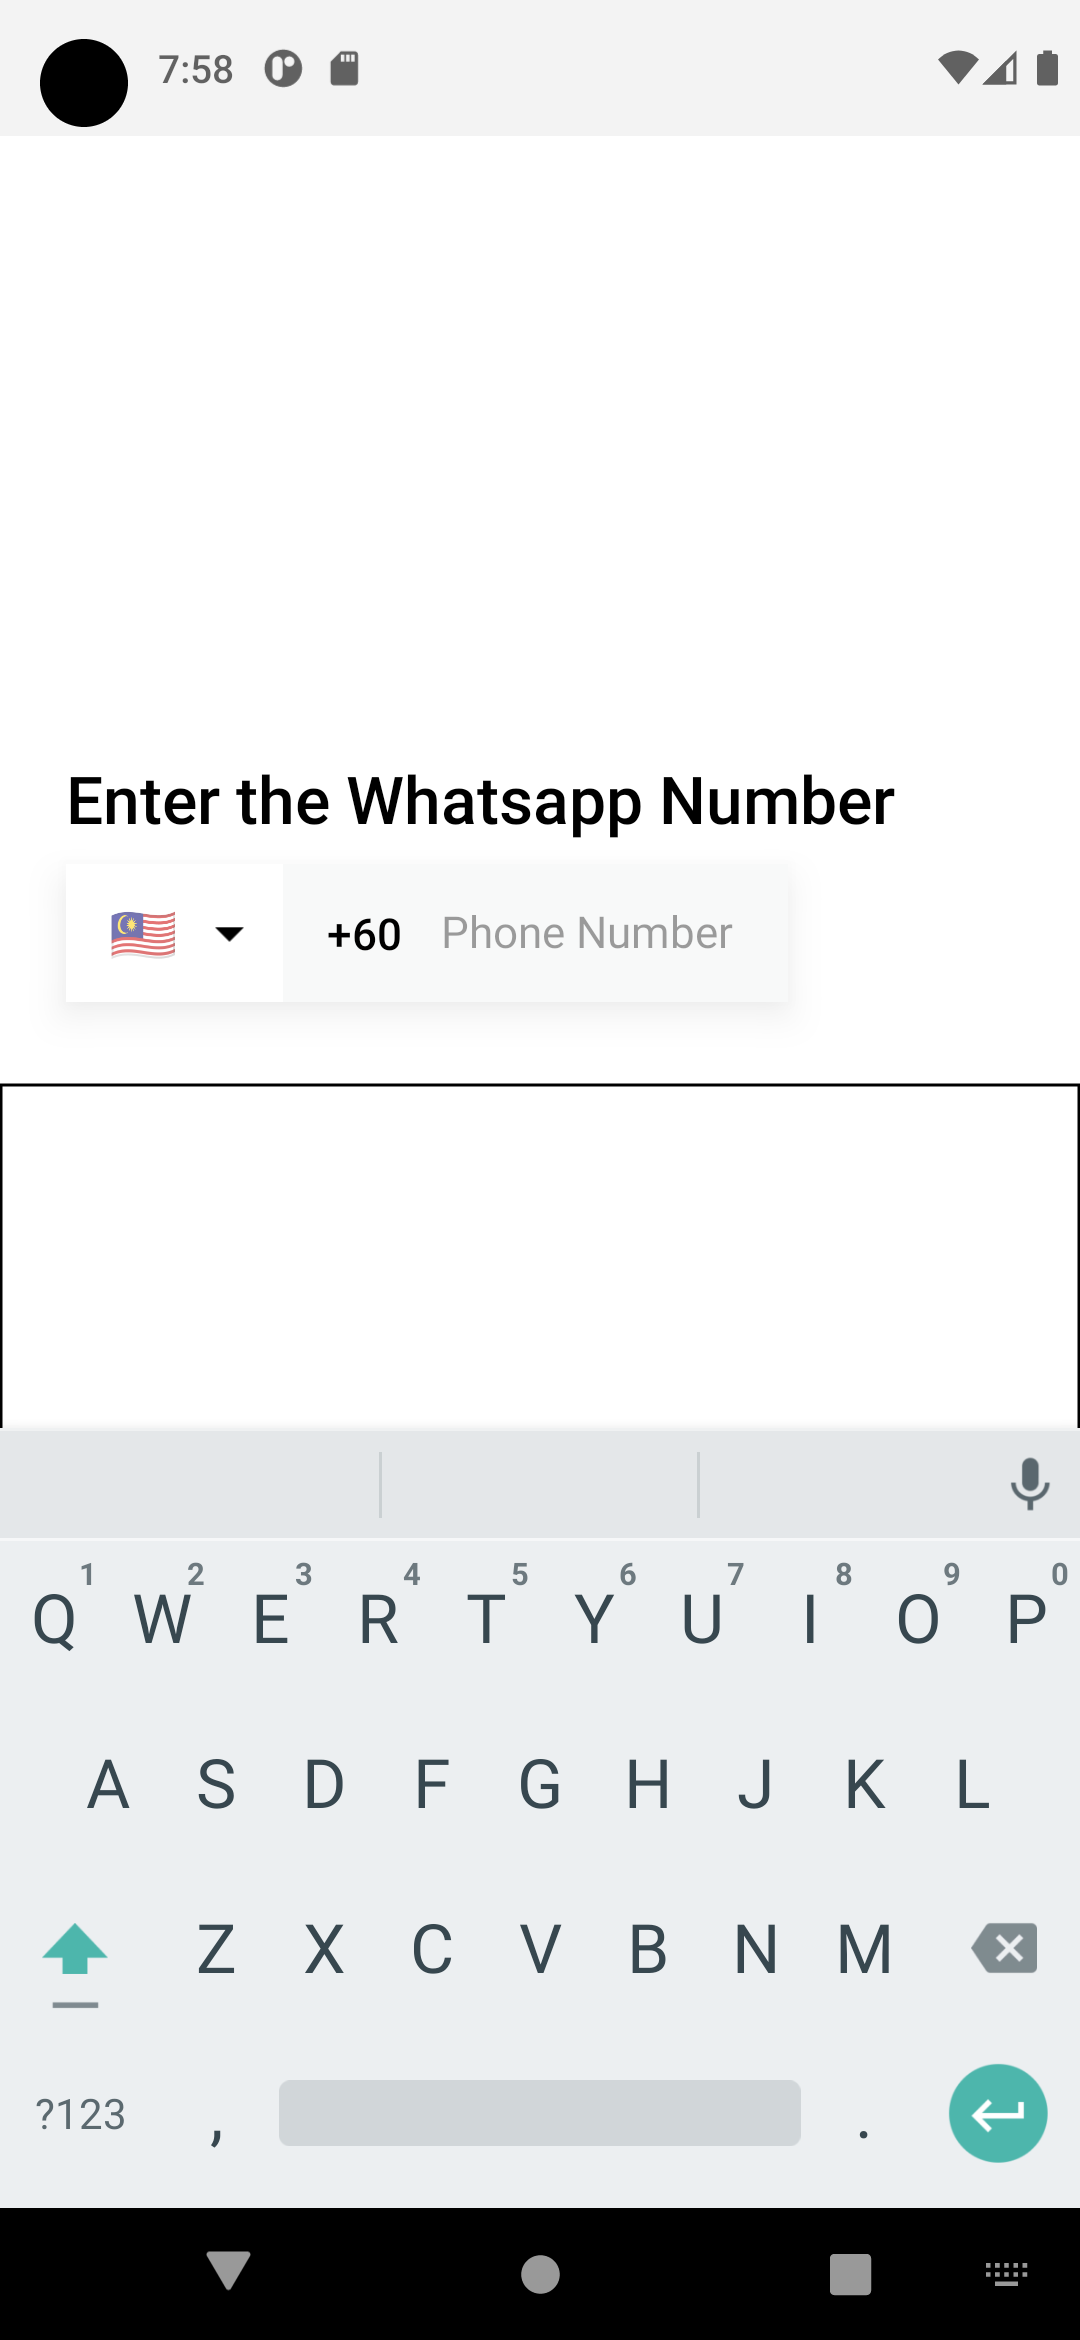 7:58
Enter the Whatsapp Number
+60 Phone Number
1 2 3 4 5 6 7 8 9 0
Q W E R T Y U I O P
A S D F G H J K L
Z X C V B N M
?123 , .